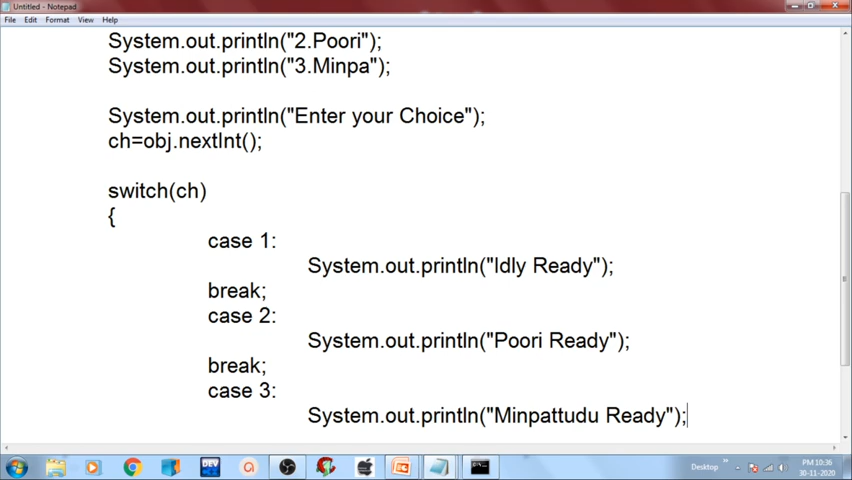 Untitled - Notepad
File Edit Format View Help
System.out.println("2.Poori");
System.out.println("3.Minpa");
System.out.println("Enter your Choice");
ch=obj.nextInt();
switch(ch)
{
case 1:
System.out.println("Idly Ready");
break;
case 2:
System.out.println("Poori Ready");
break;
case 3:
System.out.println("Minpattudu Ready");
DEV
Desktop
PM 10:36
30-11-2020